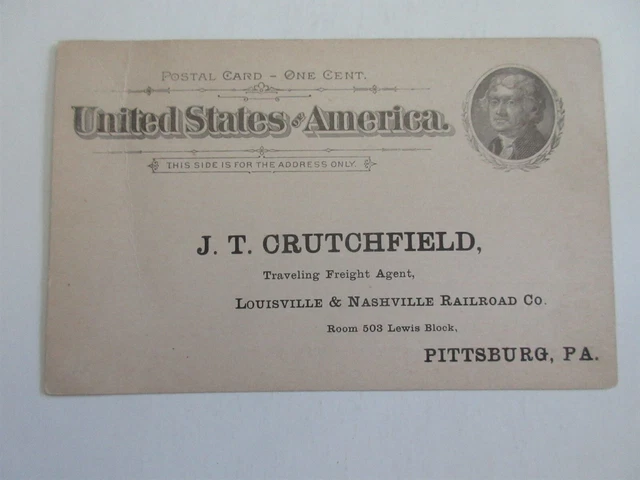 POSTAL CARD - ONE CENT.
United States of America.
THIS SIDE IS FOR THE ADDRESS ONLY.
J. T. CRUTCHFIELD,
Traveling Freight Agent,
LOUISVILLE & NASHVILLE RAILROAD CO.
Room 503 Lewis Block,
PITTSBURG, PA.